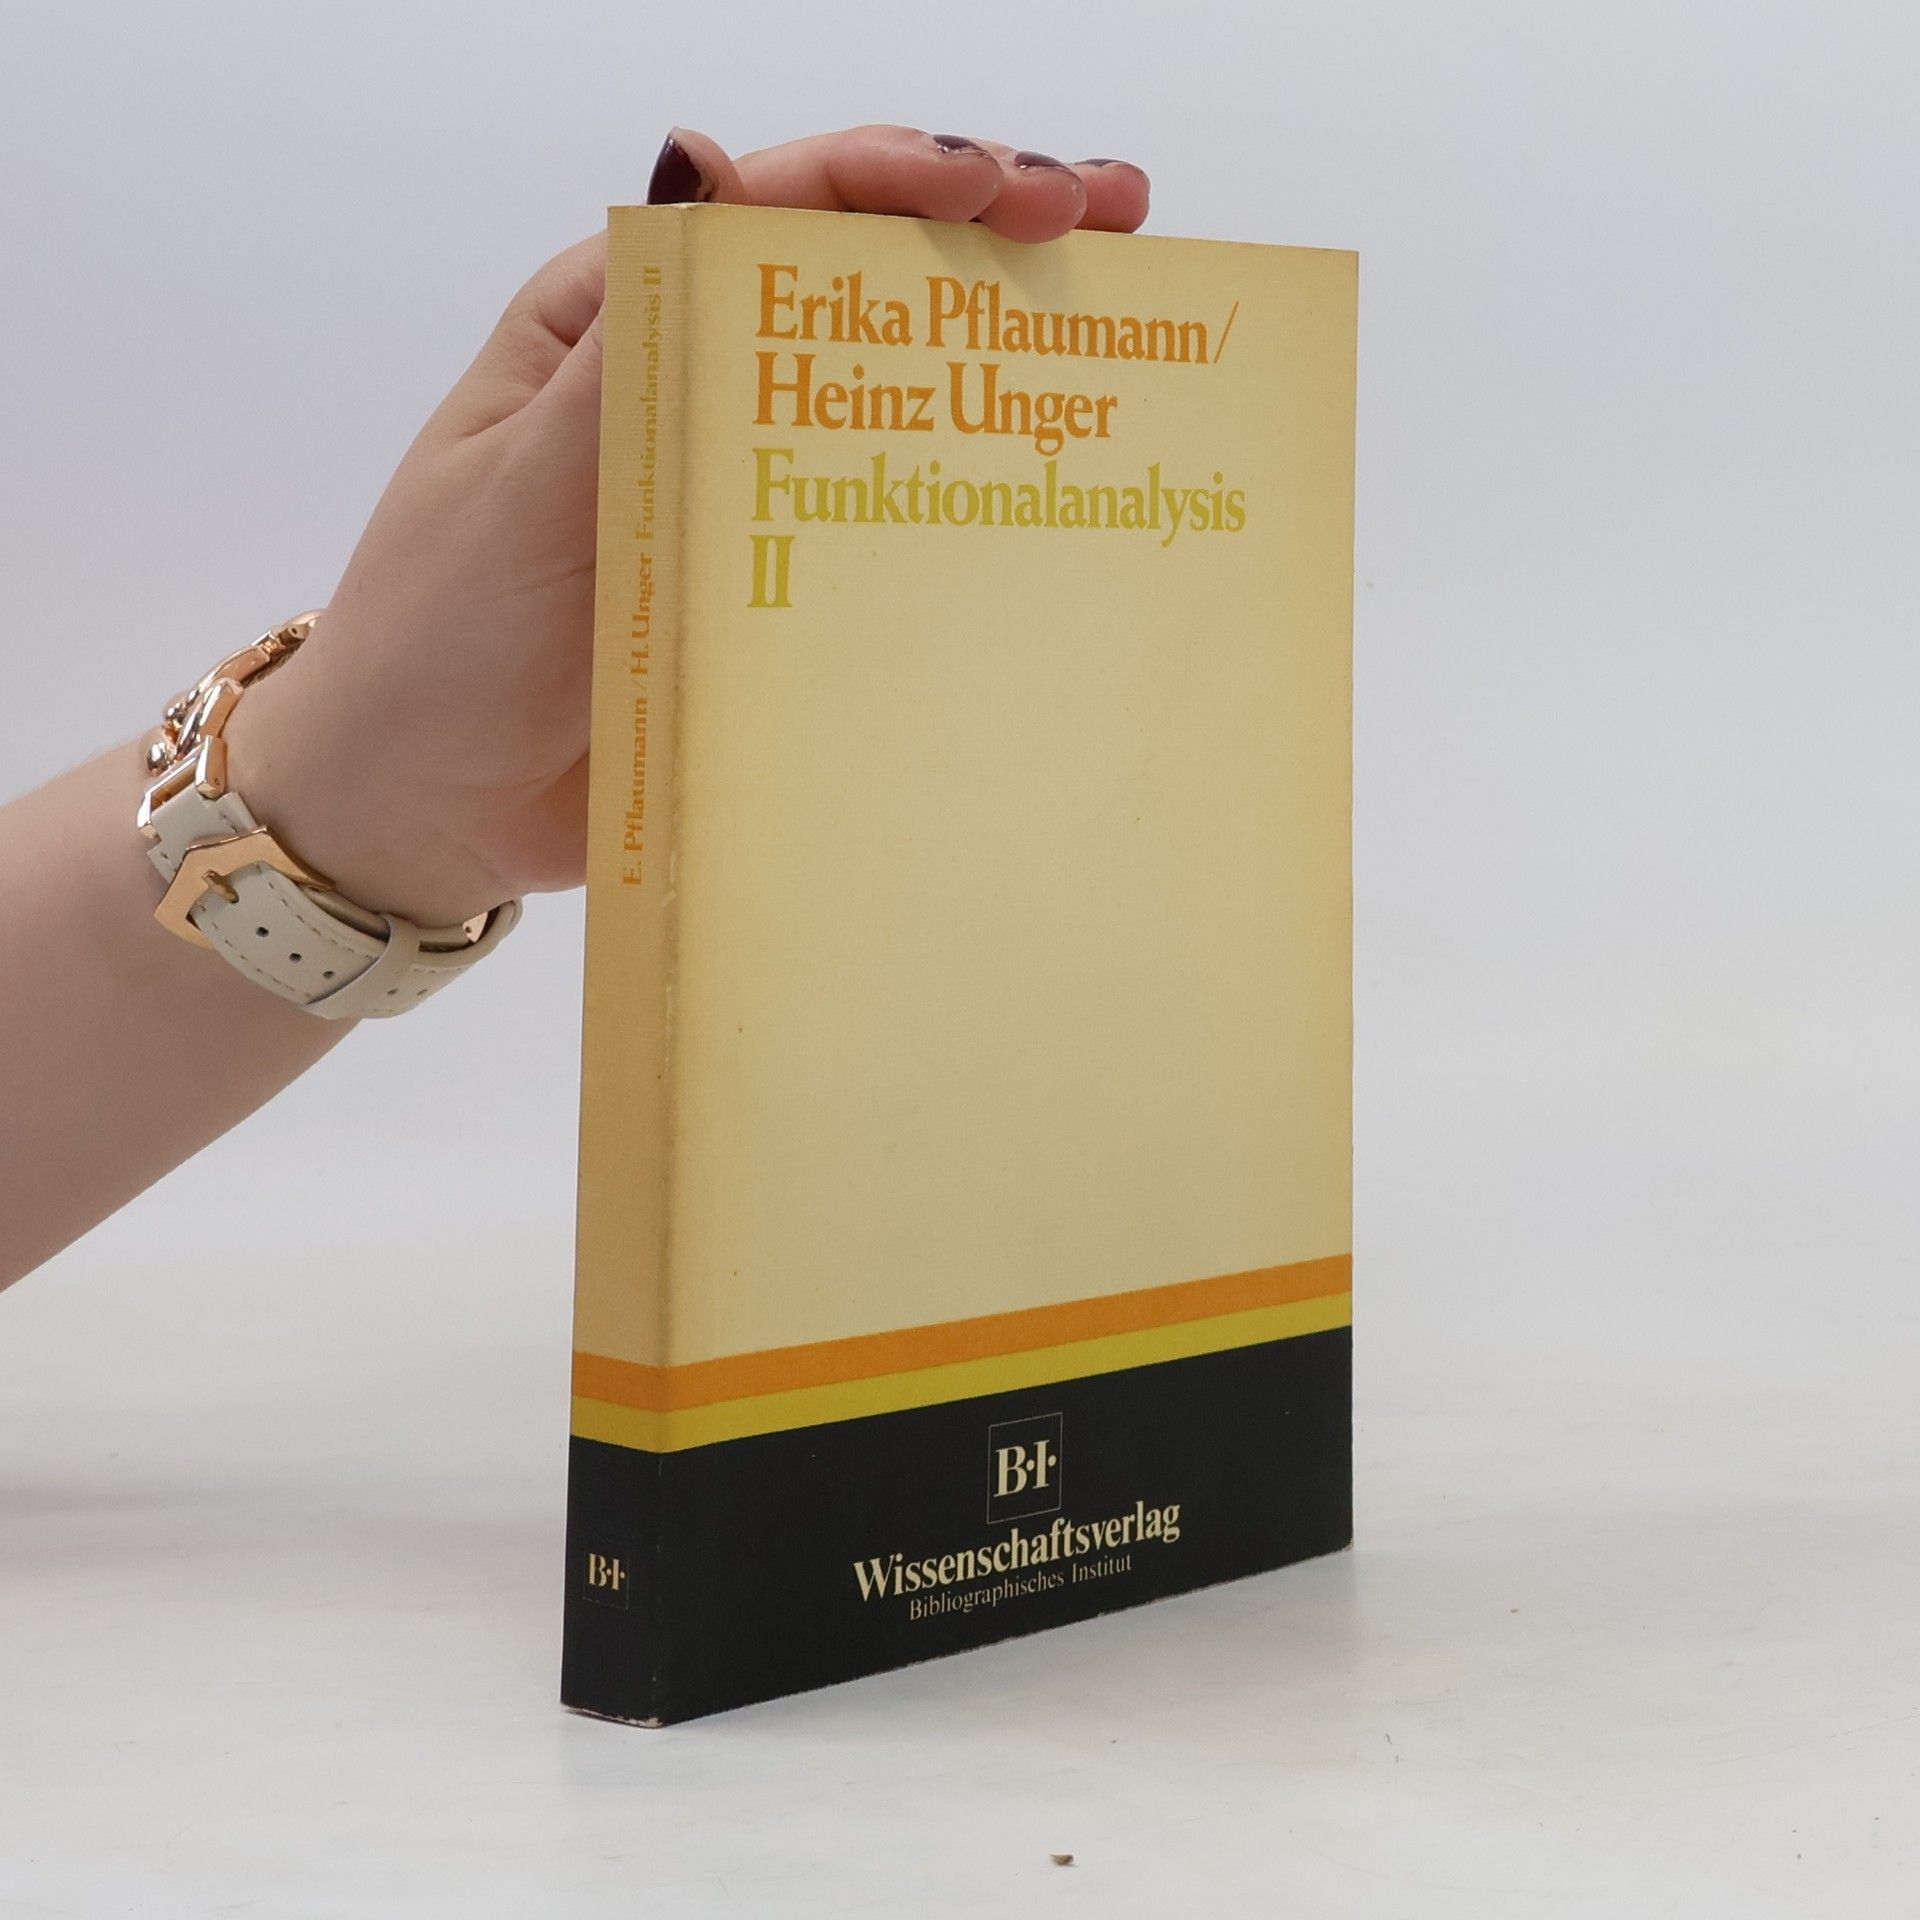 Erika Pflaumann/
Heinz Unger
Funktionalanalysis
II
E. Pflaumann/H. Unger Funktionalanalysis II
B·I·
Wissenschaftsverlag
Bibliographisches Institut
B·I·